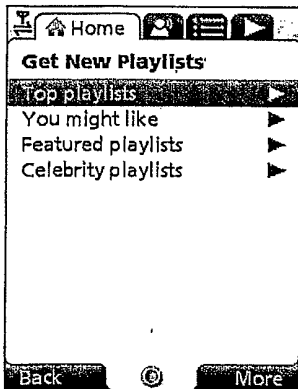 Home
Get New Playlists
Top playlists
You might like
Featured playlists
Celebrity playlists
Back More